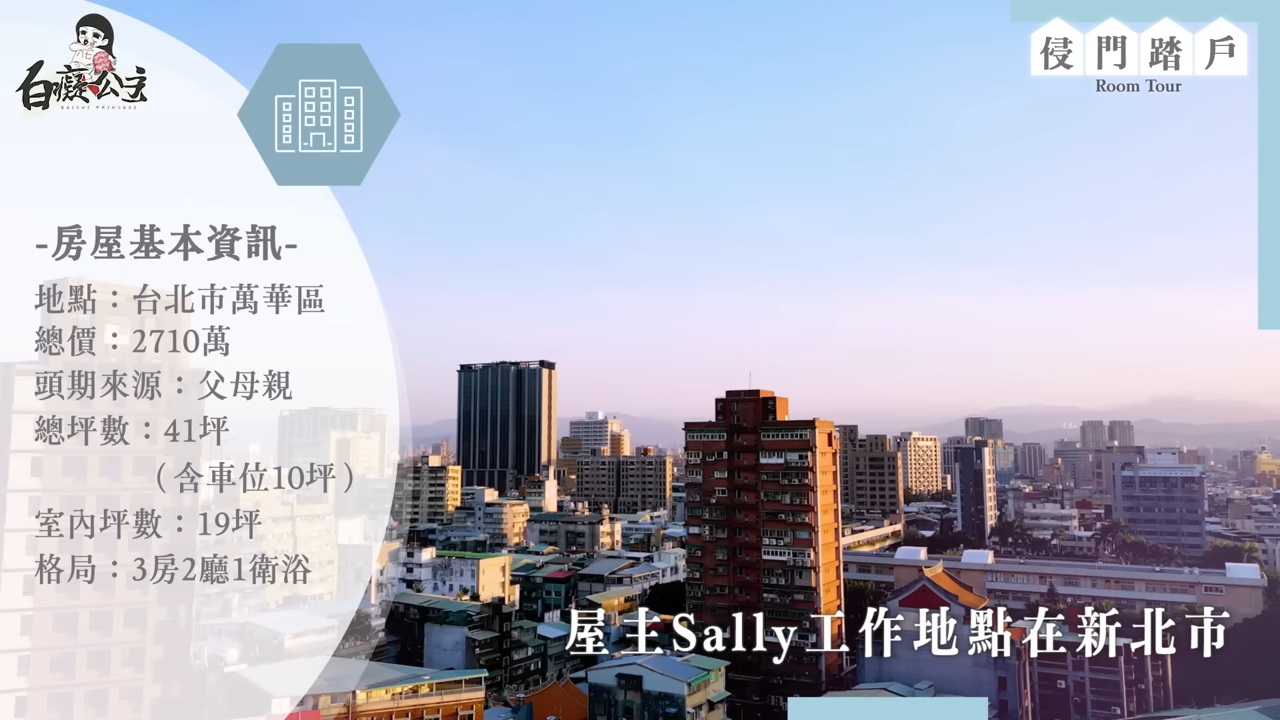 白癡公主
BAICHI PRINCESS
侵門踏戶
Room Tour
-房屋基本資訊-
地點：台北市萬華區
總價：2710萬
頭期來源：父母親
總坪數：41坪
（含車位10坪）
室內坪數：19坪
格局：3房2廳1衛浴
屋主Sally工作地點在新北市